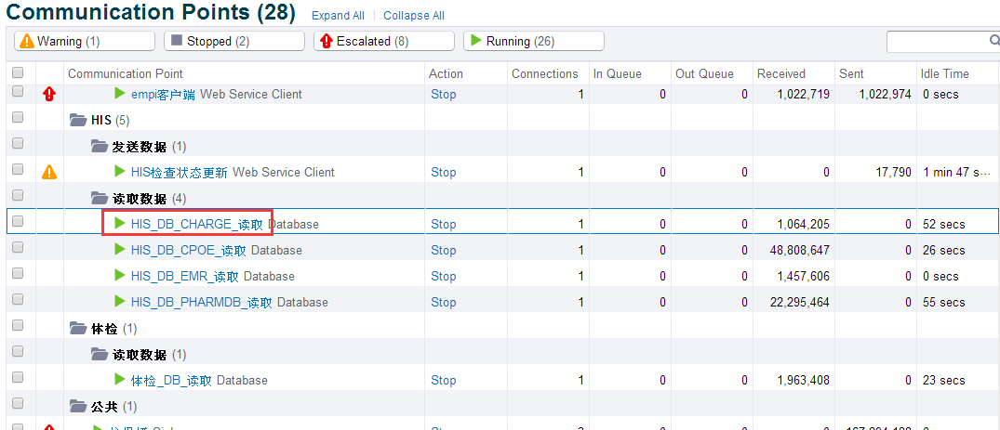 Communication Points (28) Expand All Collapse All
Warning (1) Stopped (2) Escalated (8) Running (26)
Communication Point Action Connections In Queue Out Queue Received Sent Idle Time
empi客户端 Web Service Client Stop 1 0 0 1,022,719 1,022,974 0 secs
HIS (5)
发送数据 (1)
HIS检查状态更新 Web Service Client Stop 1 0 0 0 17,790 1 min 47 s...
读取数据 (4)
HIS_DB_CHARGE_读取 Database Stop 1 0 0 1,064,205 0 52 secs
HIS_DB_CPOE_读取 Database Stop 1 0 0 48,808,647 0 26 secs
HIS_DB_EMR_读取 Database Stop 1 0 0 1,457,606 0 0 secs
HIS_DB_PHARMDB_读取 Database Stop 1 0 0 22,295,464 0 55 secs
体检 (1)
读取数据 (1)
体检_DB_读取 Database Stop 1 0 0 1,963,408 0 23 secs
公共 (1)